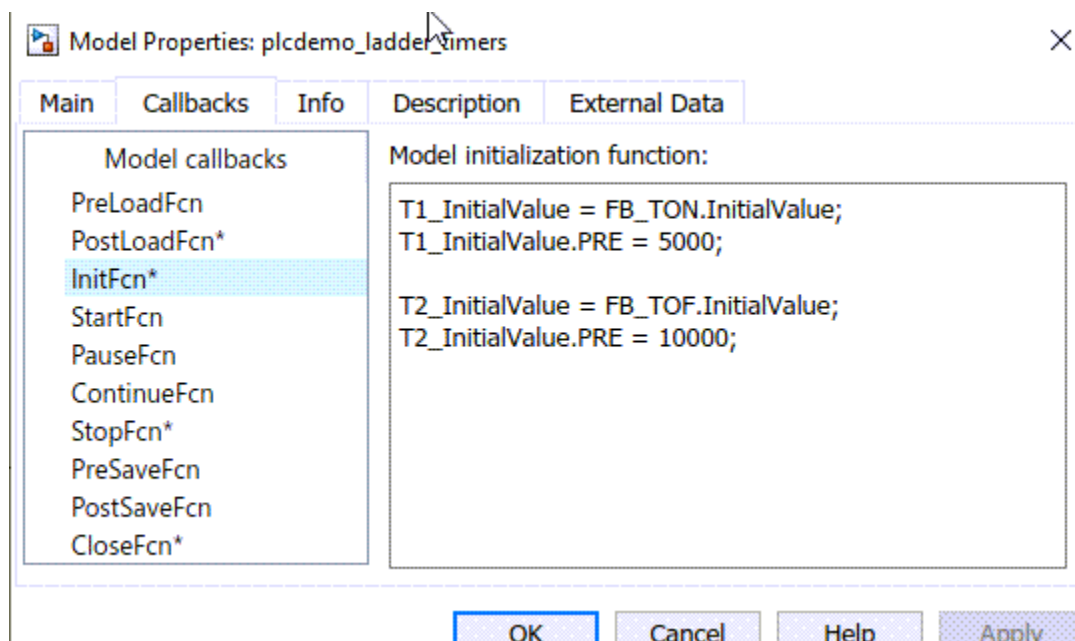 Model Properties: plcdemo_ladder_timers
Main Callbacks Info Description External Data
Model callbacks
PreLoadFcn
PostLoadFcn*
InitFcn*
StartFcn
PauseFcn
ContinueFcn
StopFcn*
PreSaveFcn
PostSaveFcn
CloseFcn*
Model initialization function:
T1_InitialValue = FB_TON.InitialValue;
T1_InitialValue.PRE = 5000;
T2_InitialValue = FB_TOF.InitialValue;
T2_InitialValue.PRE = 10000;
OK Cancel Help Apply